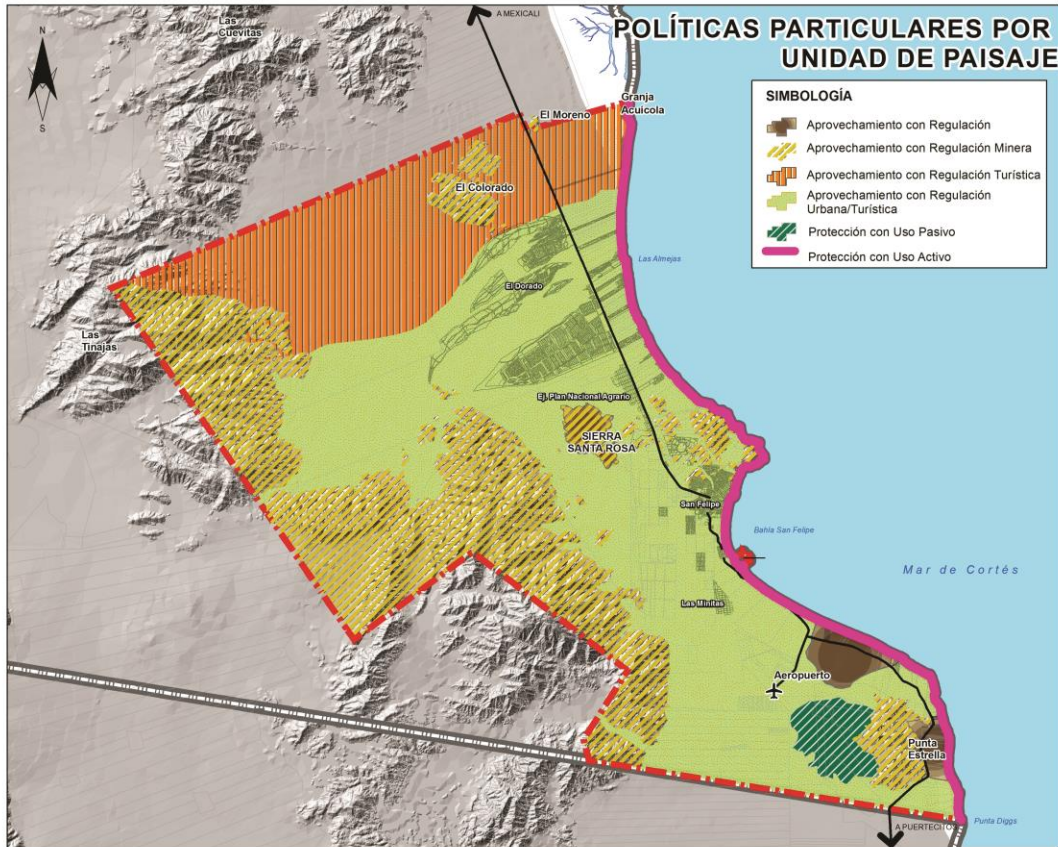 POLÍTICAS PARTICULARES POR
UNIDAD DE PAISAJE
SIMBOLOGÍA
Aprovechamiento con Regulación
Aprovechamiento con Regulación Minera
Aprovechamiento con Regulación Turística
Aprovechamiento con Regulación
Urbana/Turística
Protección con Uso Pasivo
Protección con Uso Activo
A MEXICALI
Las
Cuevitas
N
S
Granja
Acuicola
El Moreno
El Colorado
Las Almejas
El Dorado
Las
Tinajas
Ej. Plan Nacional Agrario
SIERRA
SANTA ROSA
San Felipe
Bahía San Felipe
Mar de Cortés
Las Minitas
Aeropuerto
Punta
Estrella
Punta Diggs
A PUERTECITOS